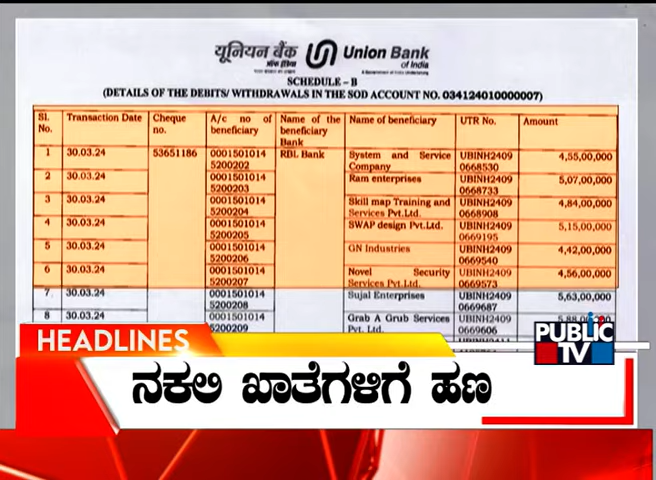 यूनियन बैंक Union Bank
of India
SCHEDULE - B
(DETAILS OF THE DEBITS/ WITHDRAWALS IN THE SOD ACCOUNT NO. 034124010000007)
Sl. No. Transaction Date Cheque no. A/c no of beneficiary Name of the beneficiary Bank Name of beneficiary UTR No. Amount
1 30.03.24 53651186 0001501014 5200202 RBL Bank System and Service Company UBINH2409 0668530 4,55,00,000
2 30.03.24 0001501014 5200203 Ram enterprises UBINH2409 0668733 5,07,00,000
3 30.03.24 0001501014 5200204 Skill map Training and Services Pvt.Ltd. UBINH2409 0668908 4,84,00,000
4 30.03.24 0001501014 5200205 SWAP design Pvt.Ltd. UBINH2409 0669195 5,15,00,000
5 30.03.24 0001501014 5200206 GN Industries UBINH2409 0669540 4,42,00,000
6 30.03.24 0001501014 5200207 Novel Security Services Pvt.Ltd. UBINH2409 0669573 4,56,00,000
7 30.03.24 0001501014 5200208 Sujal Enterprises UBINH2409 0669687 5,63,00,000
8 30.03.24 0001501014 5200209 Grab A Grub Services Pvt. Ltd. UBINH2409 0669606
HEADLINES
PUBLIC
TV
ನಕಲಿ ಖಾತೆಗಳಿಗೆ ಹಣ